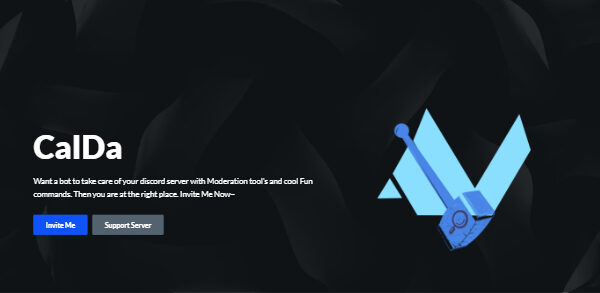 CalDa
Want a bot to take care of your discord server with Moderation tool's and cool Fun
commands. Then you are at the right place. Invite Me Now~
Invite Me
Support Server